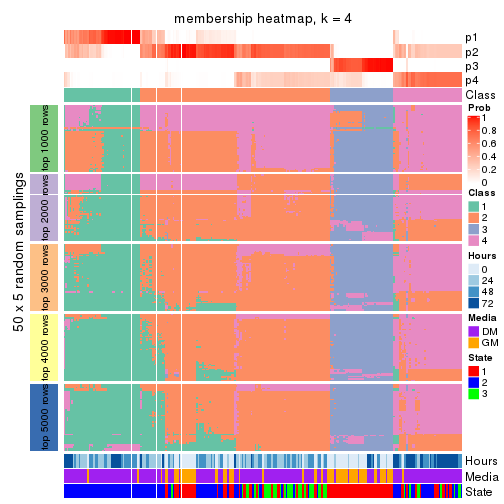 membership heatmap, k = 4
p1
p2
p3
p4
Class
Prob
1
0.8
0.6
0.4
0.2
0
Class
1
2
3
4
Hours
0
24
48
72
Media
DM
GM
State
1
2
3
50 x 5 random samplings
top 1000 rows
top 2000 rows
top 3000 rows
top 4000 rows
top 5000 rows
Hours
Media
State